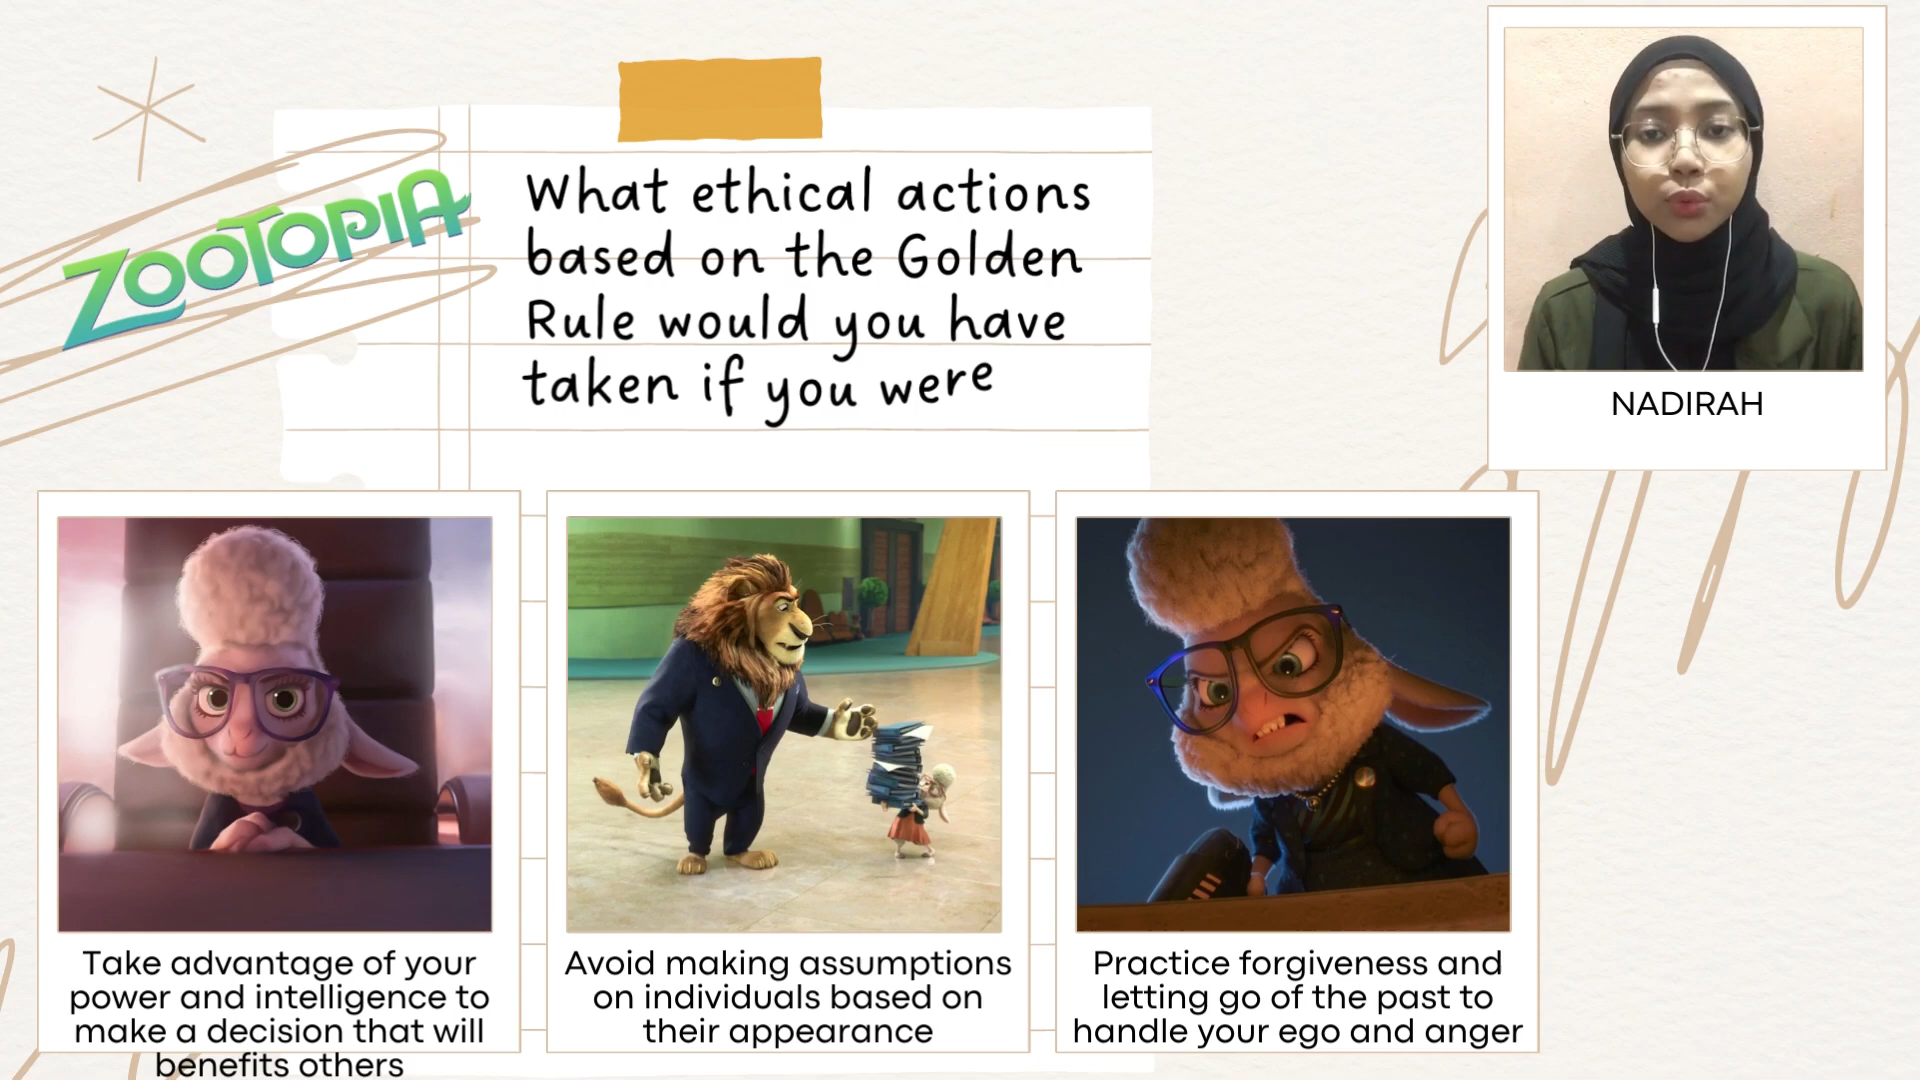 ZOOTOPIA
What ethical actions
based on the Golden
Rule would you have
taken if you were
NADIRAH
Take advantage of your
power and intelligence to
make a decision that will
benefits others
Avoid making assumptions
on individuals based on
their appearance
Practice forgiveness and
letting go of the past to
handle your ego and anger